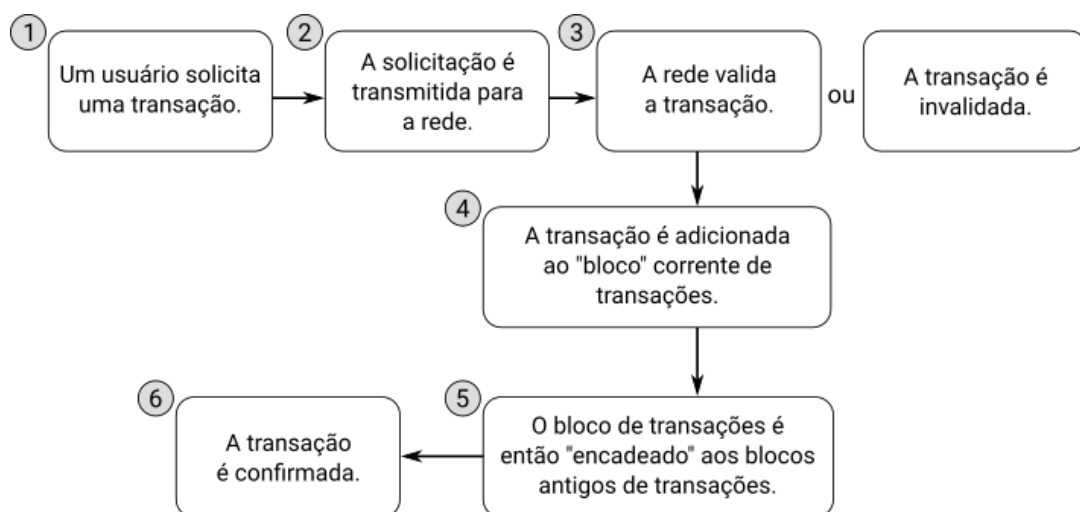 1
Um usuário solicita
uma transação.
2
A solicitação é
transmitida para
a rede.
3
A rede valida
a transação.
ou
A transação é
invalidada.
4
A transação é adicionada
ao "bloco" corrente de
transações.
5
O bloco de transações é
então "encadeado" aos blocos
antigos de transações.
6
A transação
é confirmada.